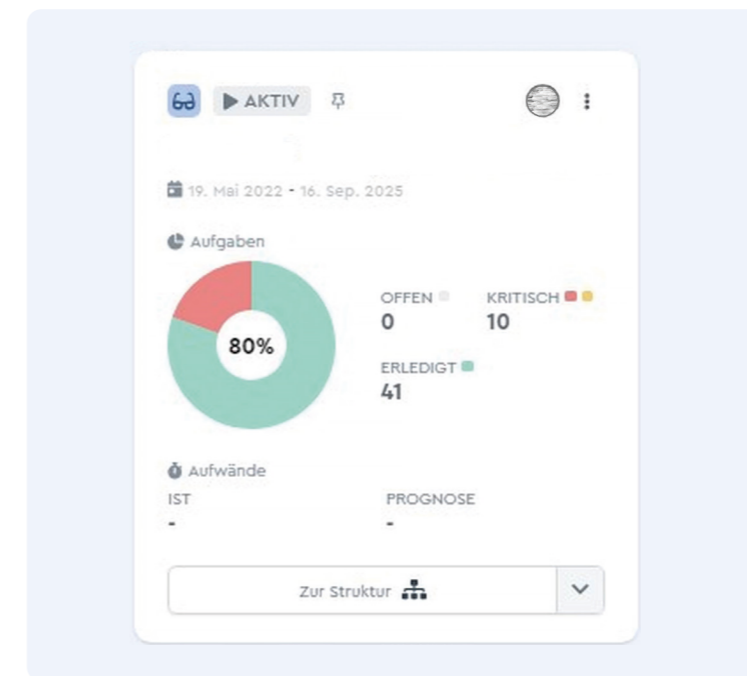 AKTIV
19. Mai 2022 - 16. Sep. 2025
Aufgaben
80%
OFFEN
0
KRITISCH
10
ERLEDIGT
41
Aufwände
IST
-
PROGNOSE
-
Zur Struktur